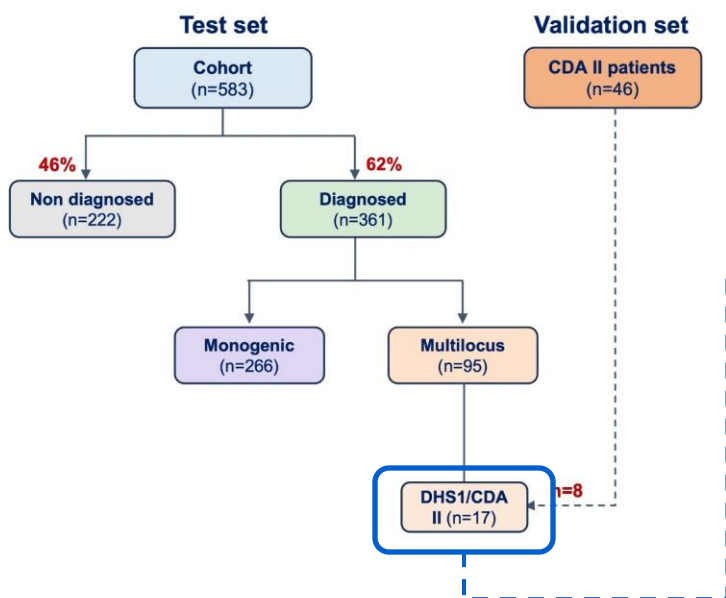 Test set
Validation set
Cohort
(n=583)
CDA II patients
(n=46)
46%
62%
Non diagnosed
(n=222)
Diagnosed
(n=361)
Monogenic
(n=266)
Multilocus
(n=95)
DHS1/CDA
II (n=17)
n=8